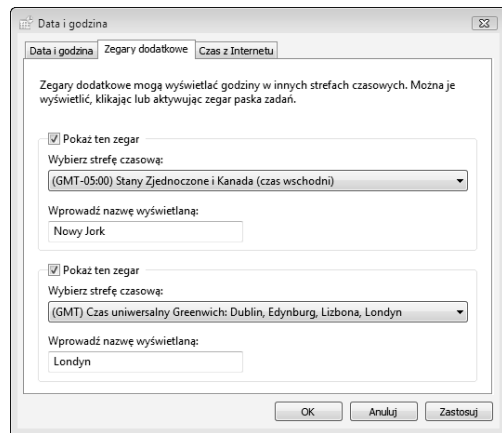 Data i godzina
Data i godzina Zegary dodatkowe Czas z Internetu
Zegary dodatkowe mogą wyświetlać godziny w innych strefach czasowych. Można je
wyświetlić, klikając lub aktywując zegar paska zadań.
Pokaż ten zegar
Wybierz strefę czasową:
(GMT-05:00) Stany Zjednoczone i Kanada (czas wschodni)
Wprowadź nazwę wyświetlaną:
Nowy Jork
Pokaż ten zegar
Wybierz strefę czasową:
(GMT) Czas uniwersalny Greenwich: Dublin, Edynburg, Lizbona, Londyn
Wprowadź nazwę wyświetlaną:
Londyn
OK Anuluj Zastosuj